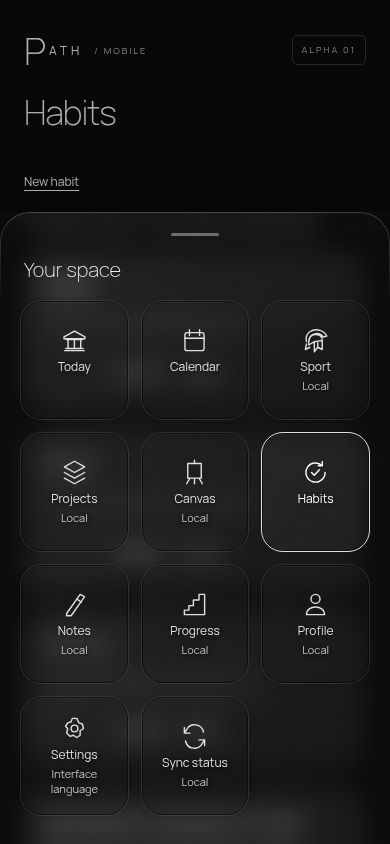 PATH / MOBILE
ALPHA 01
Habits
New habit
Your space
Today
Calendar
Sport
Local
Projects
Local
Canvas
Local
Habits
Notes
Local
Progress
Local
Profile
Local
Settings
Interface
language
Sync status
Local